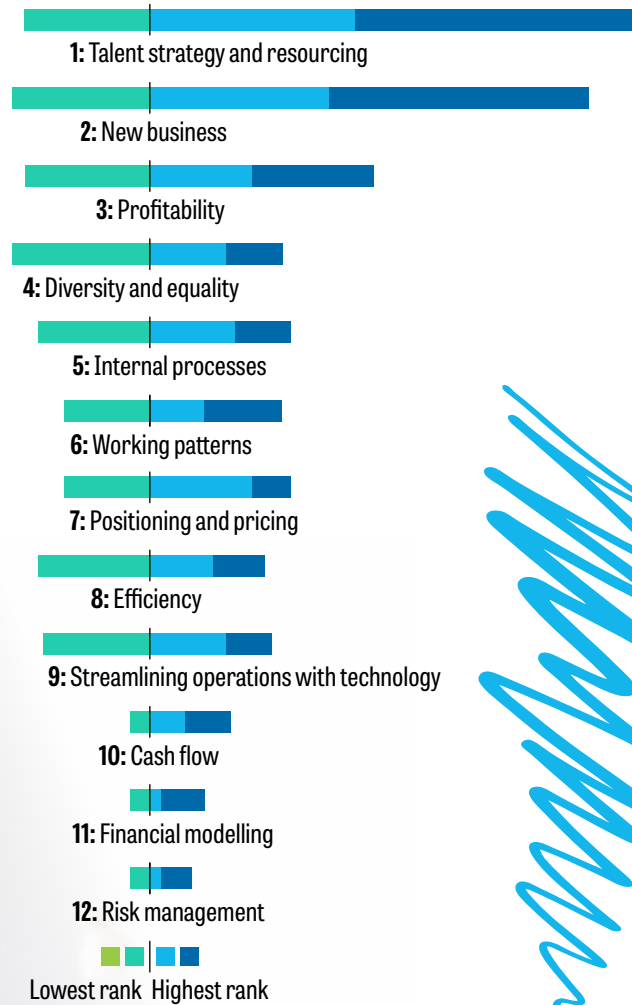 1: Talent strategy and resourcing
2: New business
3: Profitability
4: Diversity and equality
5: Internal processes
6: Working patterns
7: Positioning and pricing
8: Efficiency
9: Streamlining operations with technology
10: Cash flow
11: Financial modelling
12: Risk management
Lowest rank Highest rank